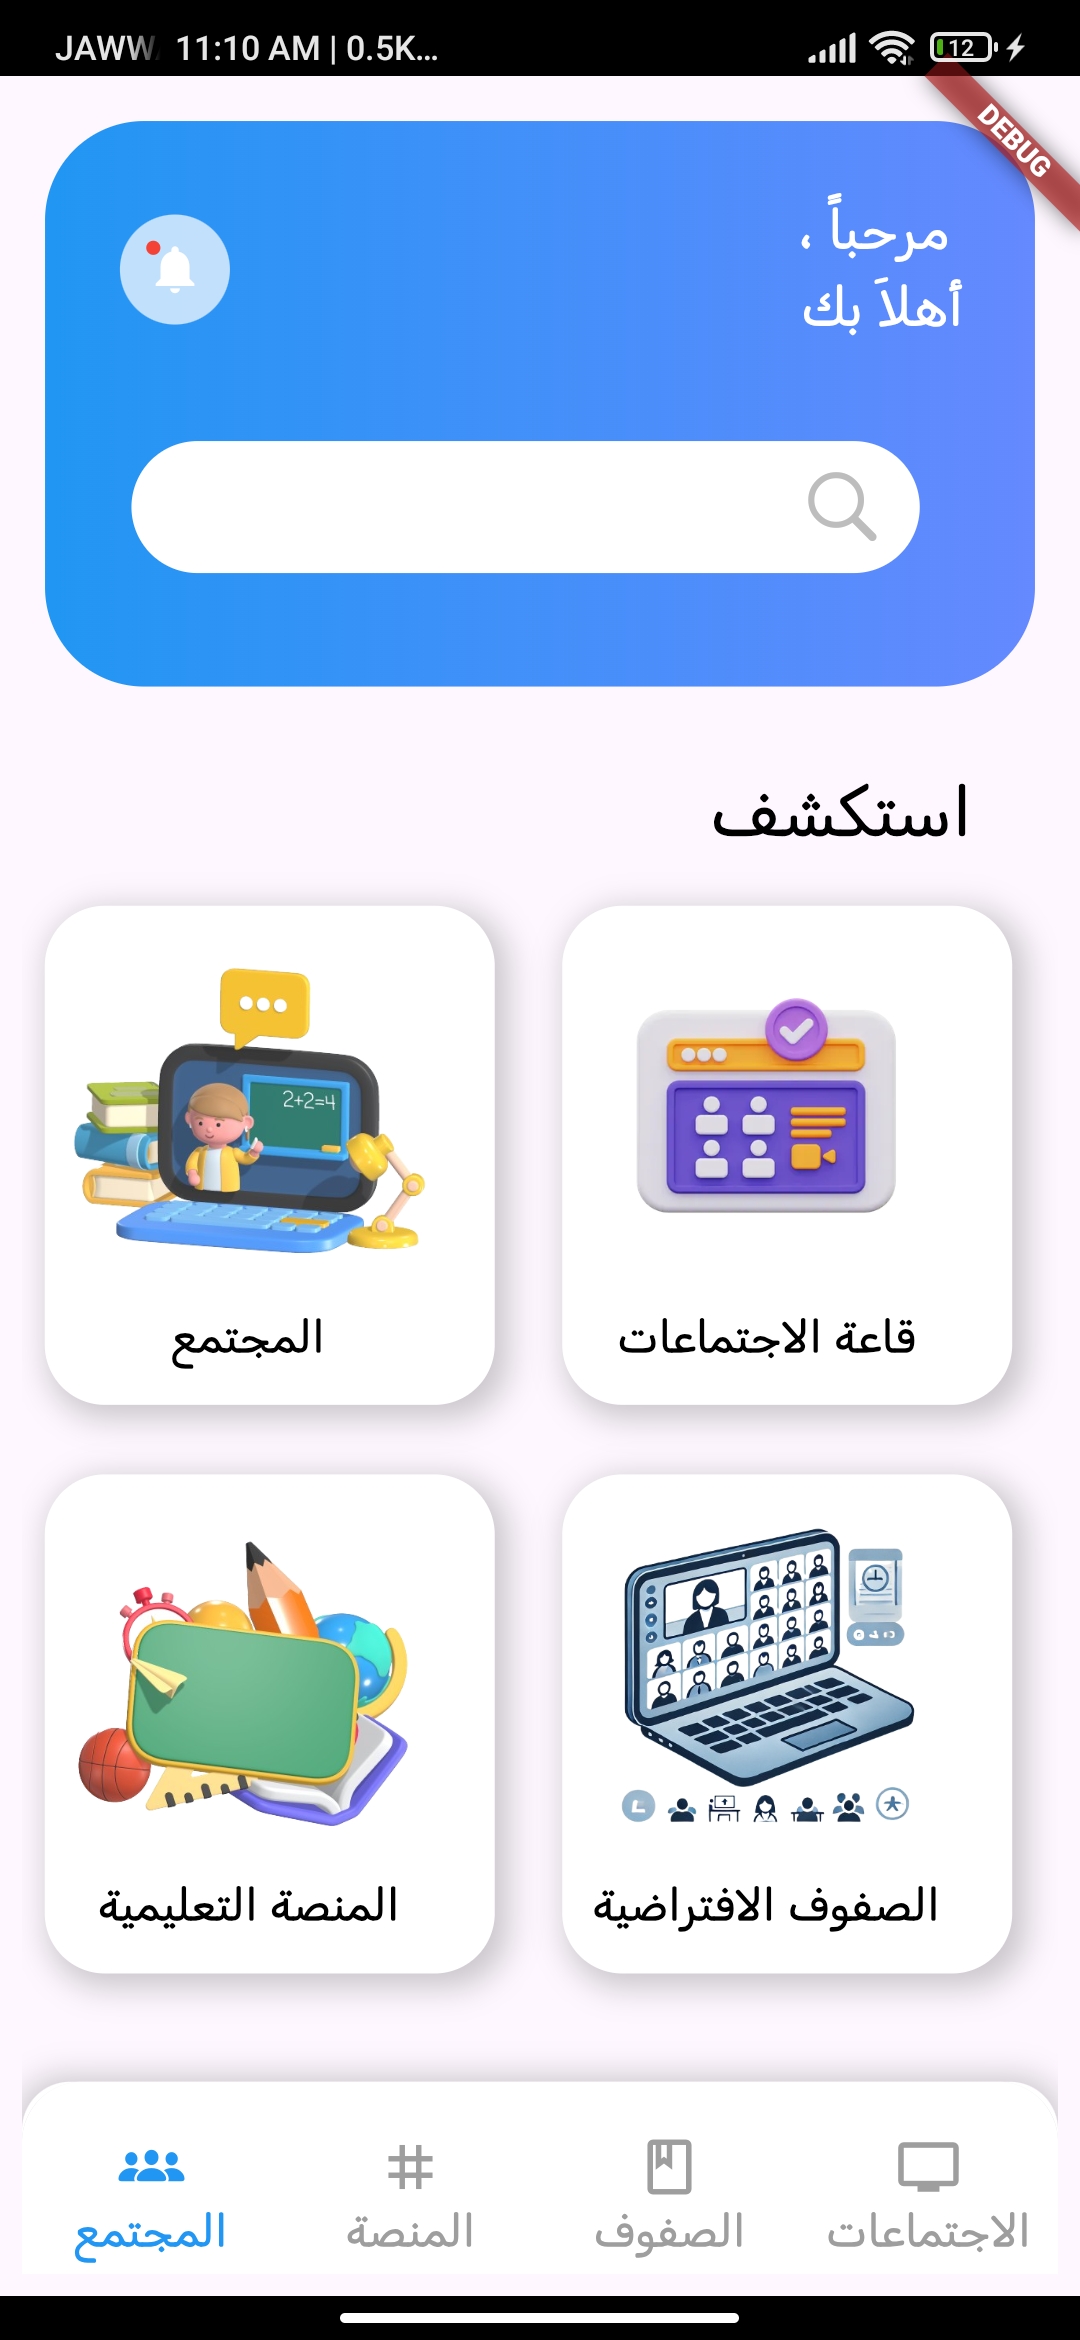 JAWWA 11:10 AM | 0.5K... 12
DEBUG
مرحباً ،
أهلاَ بك
استكشف
2+2=4
قاعة الاجتماعات
المجتمع
الصفوف الافتراضية
المنصة التعليمية
الاجتماعات
الصفوف
المنصة
المجتمع